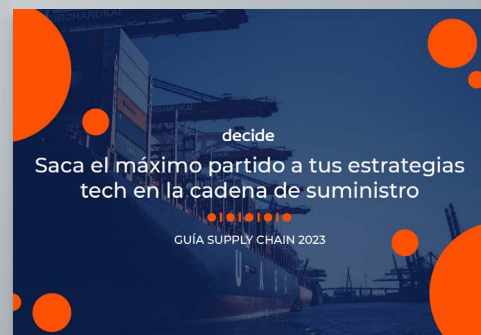 decide
Saca el máximo partido a tus estrategias
tech en la cadena de suministro
GUÍA SUPPLY CHAIN 2023